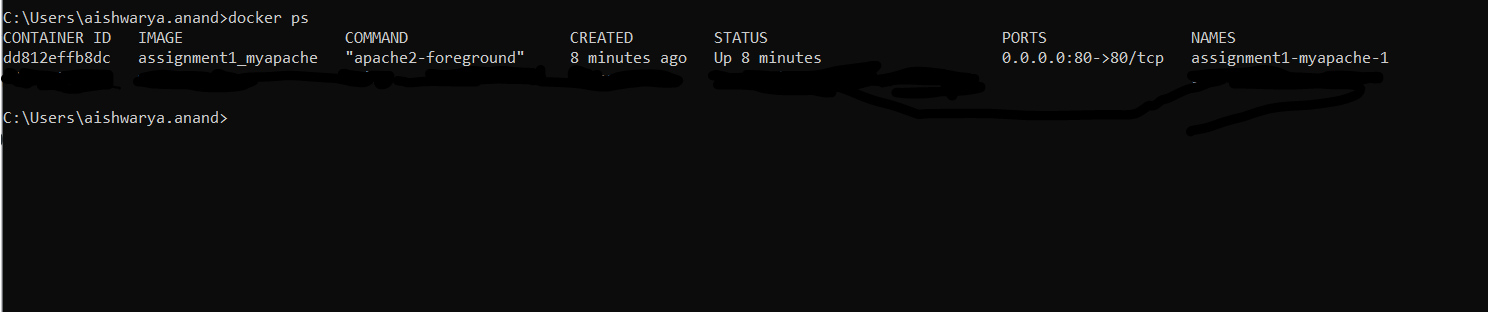 C:\Users\aishwarya.anand>docker ps
CONTAINER ID   IMAGE   COMMAND   CREATED   STATUS   PORTS   NAMES
dd812effb8dc   assignment1_myapache   "apache2-foreground"   8 minutes ago   Up 8 minutes   0.0.0.0:80->80/tcp   assignment1-myapache-1
C:\Users\aishwarya.anand>